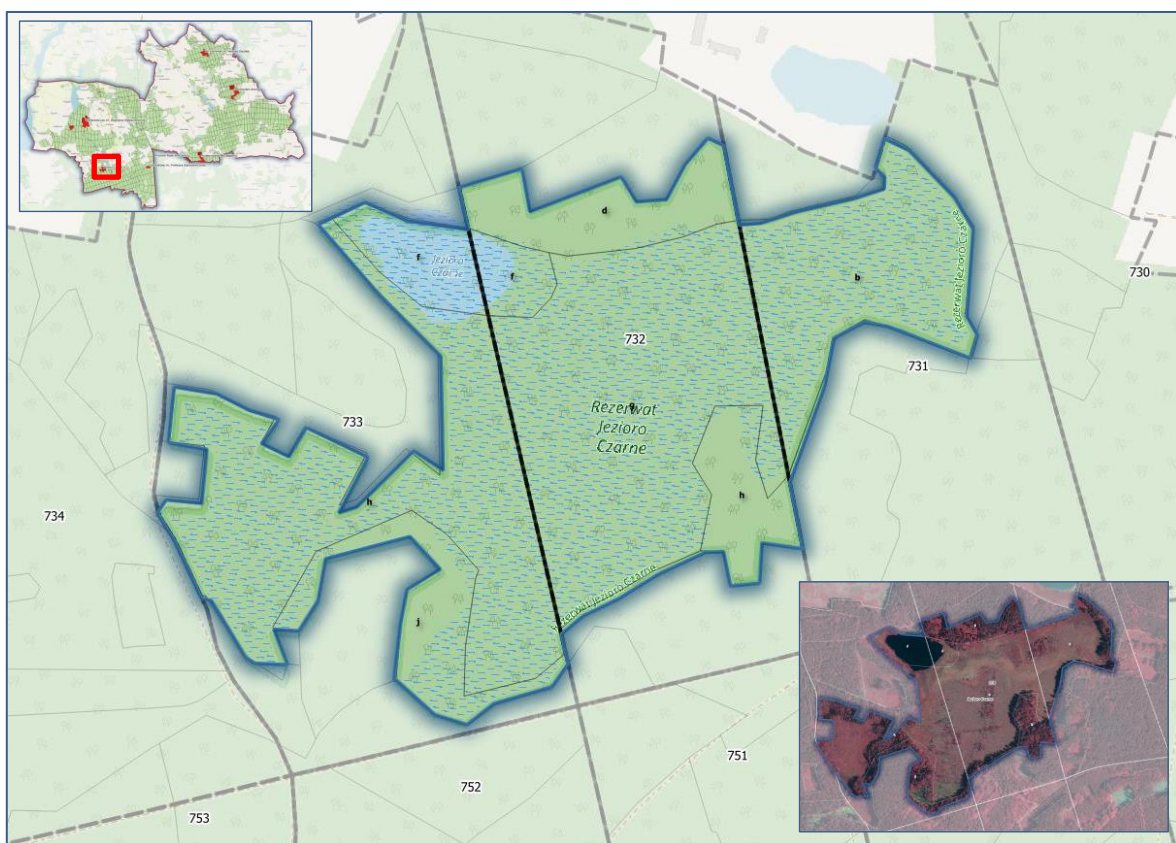 d
Rezerwat Jezioro Czarne
f
Jezioro
Czarne
f
b
730
732
731
Rezerwat
Jezioro
Czarne
733
h
h
734
Rezerwat Jezioro Czarne
j
751
752
753